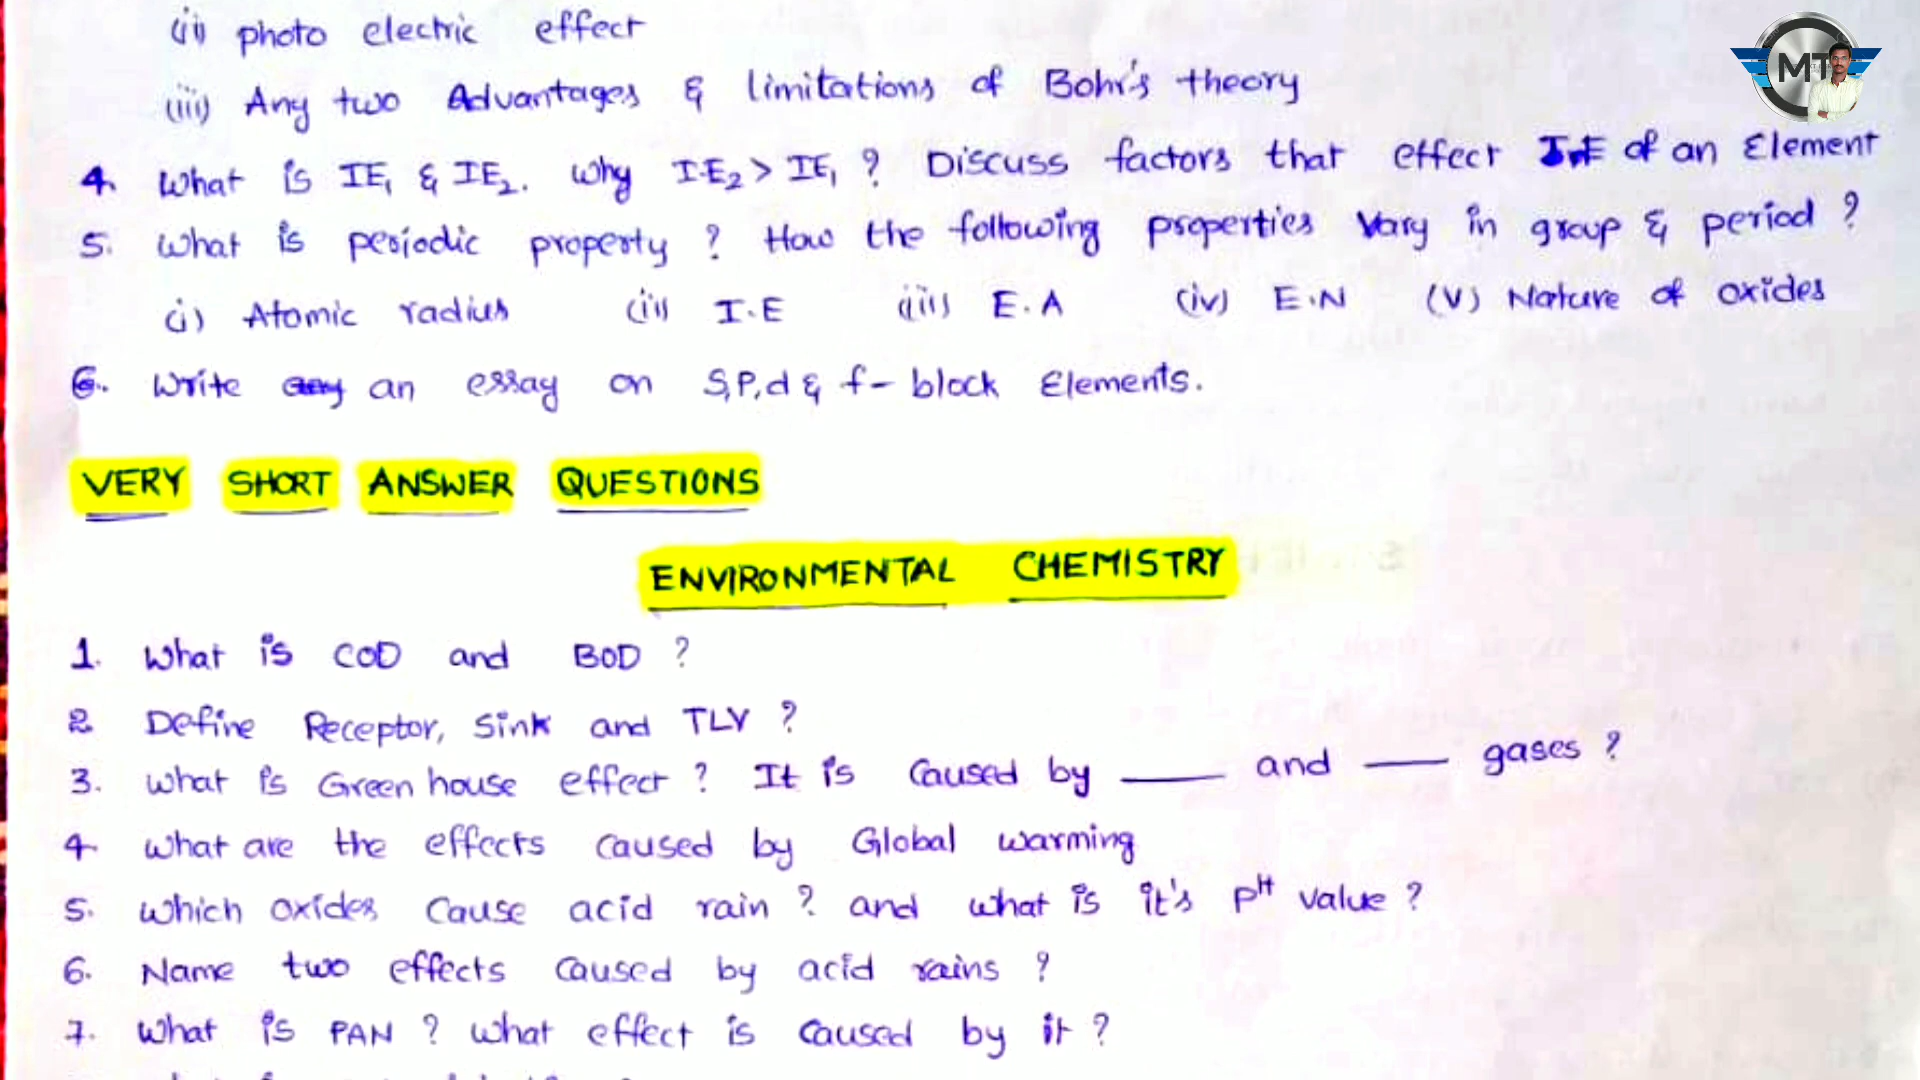 (ii) photo electric effect
MT
(iii) Any two Advantages & limitations of Bohr's theory
4. What is IE₁ & IE₂. Why I.E₂ > IE₁ ? Discuss factors that effect I.E of an Element
5. What is periodic property ? How the following properties Vary in group & period ?
(i) Atomic radius (ii) I.E (iii) E.A (iv) E.N (V) Nature of oxides
6. Write an essay on S,P,d & f- block Elements.
VERY SHORT ANSWER QUESTIONS
ENVIRONMENTAL CHEMISTRY
1. What is COD and BOD ?
2 Define Receptor, Sink and TLV ?
3. What is Green house effect ? It is Caused by ____ and ____ gases ?
4. What are the effects Caused by Global warming
5. Which oxides Cause acid rain ? and what is it's pH value ?
6. Name two effects Caused by acid rains ?
7. What is PAN ? What effect is Caused by it ?